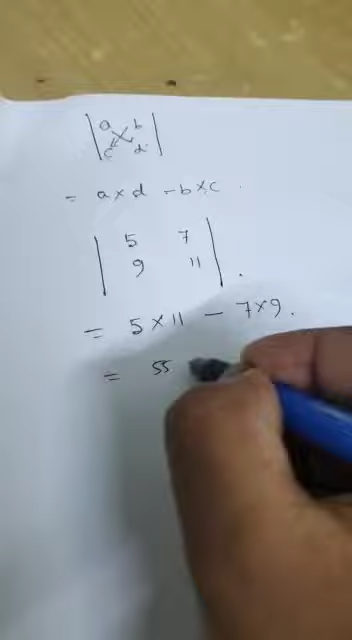 | a b |
| c d |
= a × d - b × c .
| 5 7 |
| 9 11 | .
= 5 × 11 - 7 × 9 .
= 55